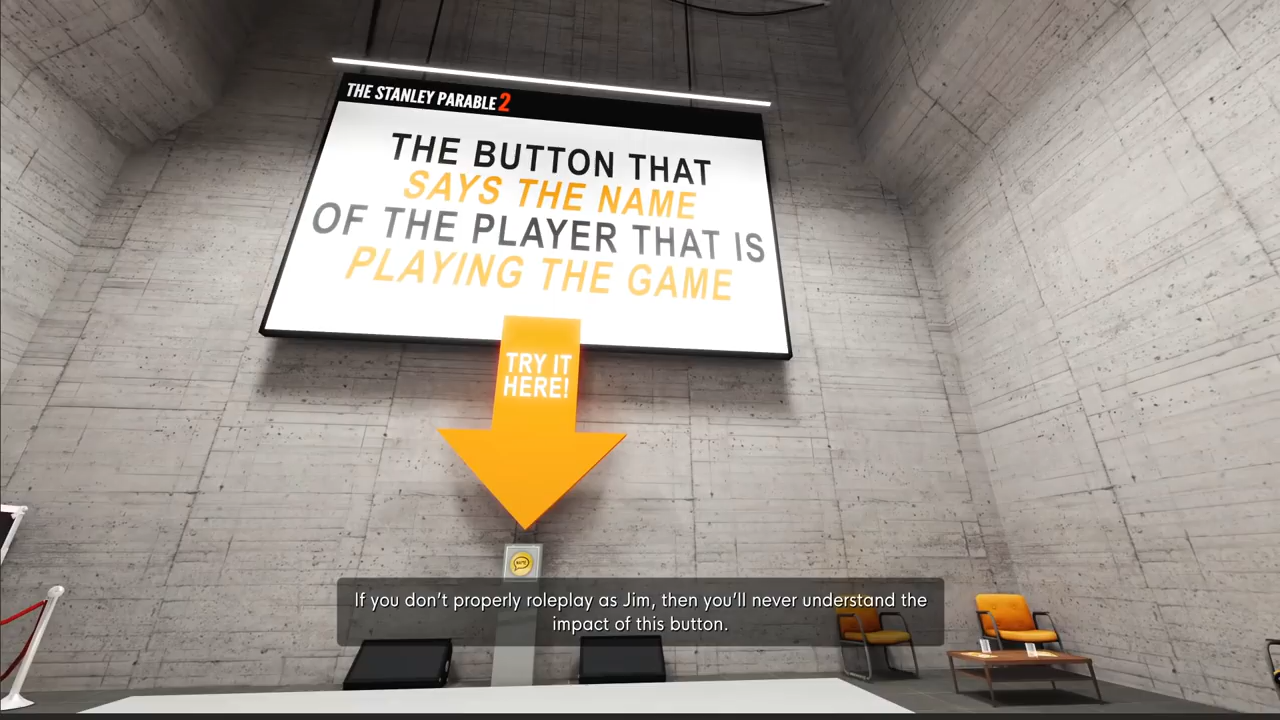 THE STANLEY PARABLE 2
THE BUTTON THAT
SAYS THE NAME
OF THE PLAYER THAT IS
PLAYING THE GAME
TRY IT
HERE!
If you don't properly roleplay as Jim, then you'll never understand the
impact of this button.